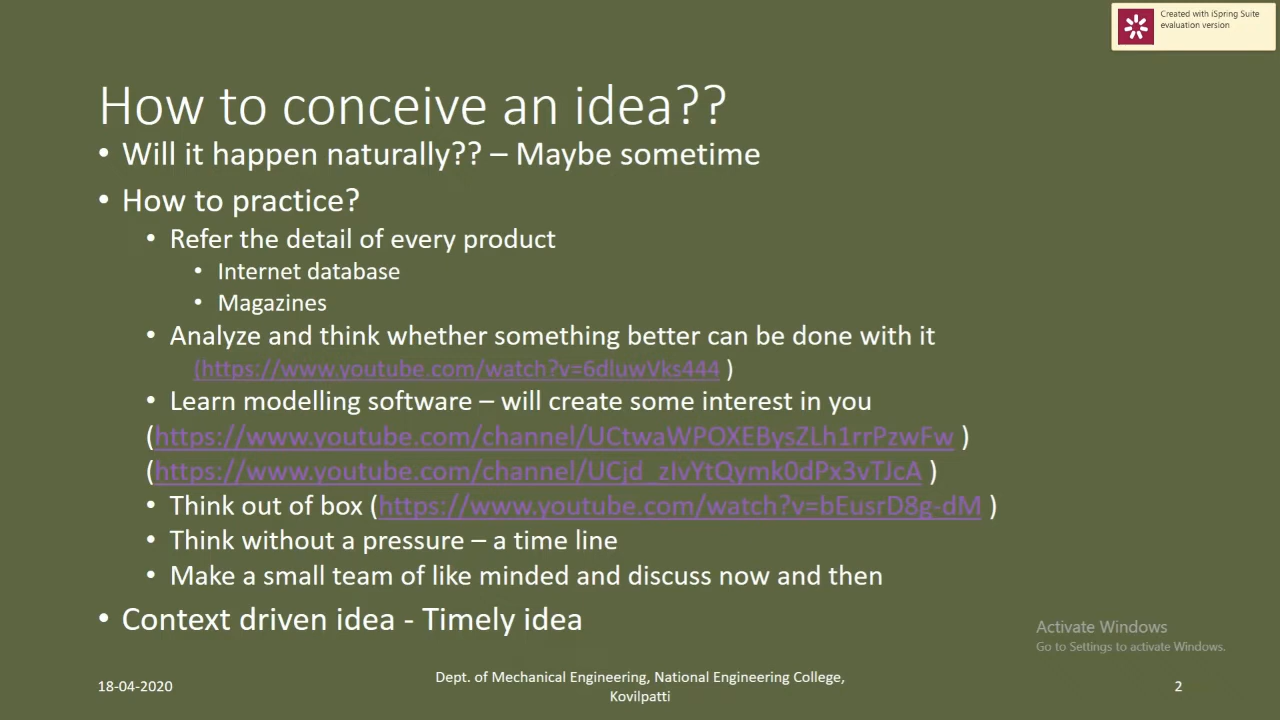 Created with iSpring Suite
evaluation version
How to conceive an idea??
• Will it happen naturally?? – Maybe sometime
• How to practice?
• Refer the detail of every product
• Internet database
• Magazines
• Analyze and think whether something better can be done with it
(https://www.youtube.com/watch?v=6dluwVks444 )
• Learn modelling software – will create some interest in you
(https://www.youtube.com/channel/UCtwaWPOXEBysZLh1rrPzwFw )
(https://www.youtube.com/channel/UCjd_zIvYtQymk0dPx3vTJcA )
• Think out of box (https://www.youtube.com/watch?v=bEusrD8g-dM )
• Think without a pressure – a time line
• Make a small team of like minded and discuss now and then
• Context driven idea - Timely idea
Activate Windows
Go to Settings to activate Windows.
18-04-2020
Dept. of Mechanical Engineering, National Engineering College,
Kovilpatti
2